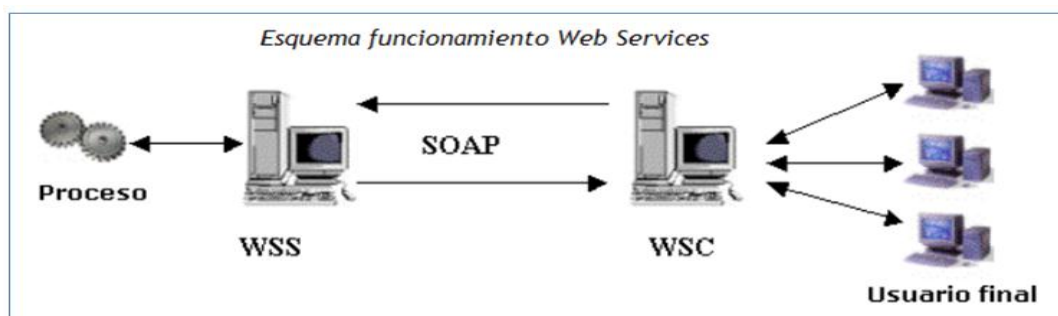 Esquema funcionamiento Web Services
SOAP
Proceso
WSS
WSC
Usuario final